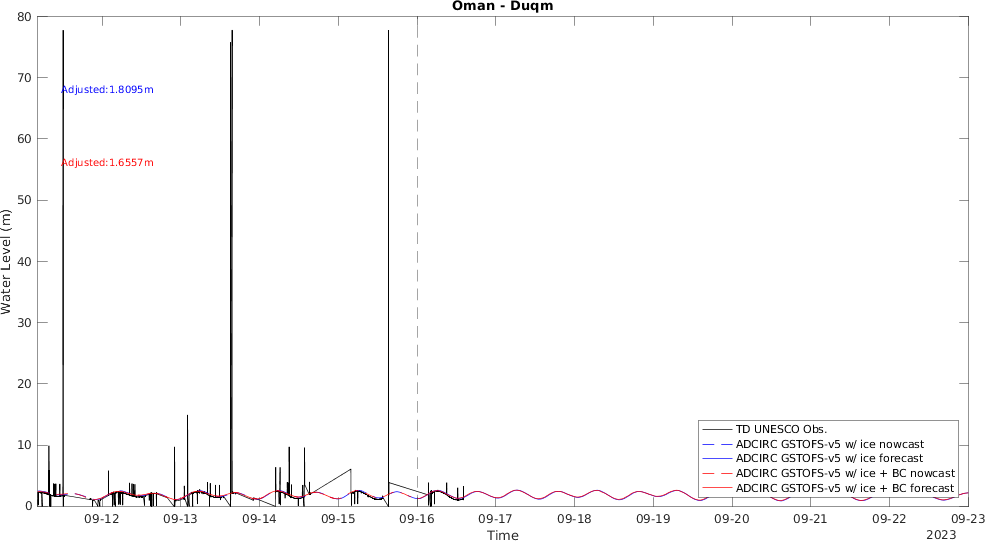 Oman - Duqm
80
70
60
50
40
30
20
10
0
Water Level (m)
Adjusted:1.8095m
Adjusted:1.6557m
TD UNESCO Obs.
ADCIRC GSTOFS-v5 w/ ice nowcast
ADCIRC GSTOFS-v5 w/ ice forecast
ADCIRC GSTOFS-v5 w/ ice + BC nowcast
ADCIRC GSTOFS-v5 w/ ice + BC forecast
09-12 09-13 09-14 09-15 09-16 09-17 09-18 09-19 09-20 09-21 09-22 09-23
Time
2023